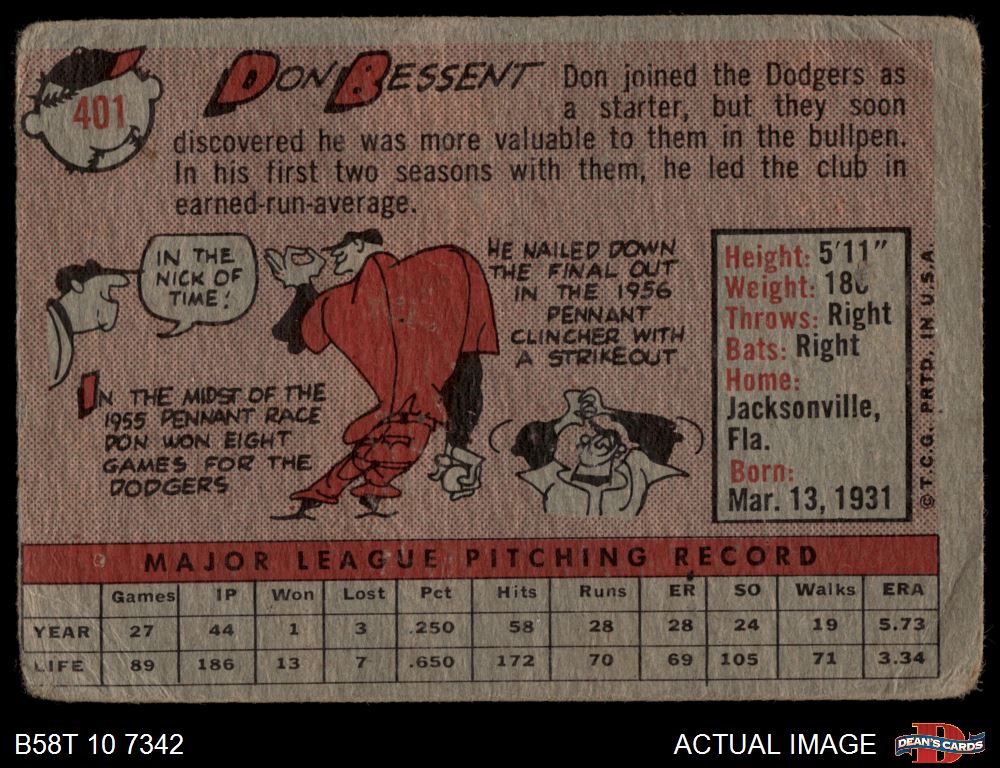 401
DON BESSENT
Don joined the Dodgers as
a starter, but they soon
discovered he was more valuable to them in the bullpen.
In his first two seasons with them, he led the club in
earned-run-average.
IN THE
NICK OF
TIME!
IN THE MIDST OF THE
1955 PENNANT RACE
DON WON EIGHT
GAMES FOR THE
DODGERS
HE NAILED DOWN
THE FINAL OUT
IN THE 1956
PENNANT
CLINCHER WITH
A STRIKEOUT
Height: 5'11"
Weight:
Throws: Right
Bats: Right
Home:
Jacksonville,
Fla.
Born:
Mar. 13, 1931
© T.C.G. PRTD. IN U.S.A.
MAJOR LEAGUE PITCHING RECORD
Games IP Won Lost Pct Hits Runs ER SO Walks ERA
YEAR 27 44 1 3 .250 58 28 28 24 19 5.73
LIFE 89 186 13 7 .650 172 70 69 105 71 3.34
B58T 10 7342
ACTUAL IMAGE
D
DEAN'S CARDS